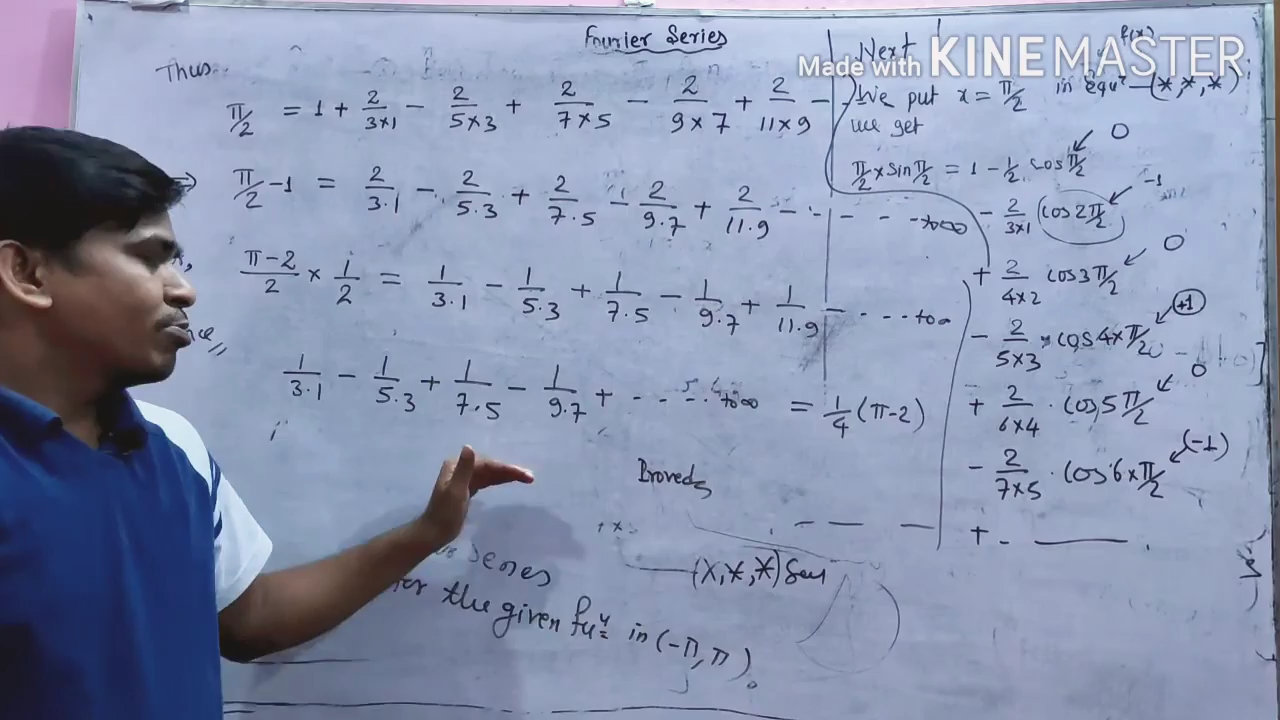 Fourier Series
Made with KINEMASTER
Thus
π/2 = 1 + 2/3×1 − 2/5×3 + 2/7×5 − 2/9×7 + 2/11×9 − −
⇒ π/2 − 1 = 2/3.1 − 2/5.3 + 2/7.5 − 2/9.7 + 2/11.9 − - - - - - to ∞
π−2/2 × 1/2 = 1/3.1 − 1/5.3 + 1/7.5 − 1/9.7 + 1/11.9 − - - - - to ∞
1/3.1 − 1/5.3 + 1/7.5 − 1/9.7 + - - - - to ∞ = 1/4 (π−2)
Proved
series
for the given fuⁿ in (−π, π).
Next f(x)
We put x = π/2 in equⁿ − (*,*,*)
we get
π/2 × sin π/2 = 1 − 1/2 cos π/2 0
− 2/3×1 cos 2π/2 −1
+ 2/4×2 cos 3π/2 0
− 2/5×3 · cos 4×π/2 +1
+ 2/6×4 · cos 5π/2 0
− 2/7×5 · cos 6×π/2 (−1)
+ - ———